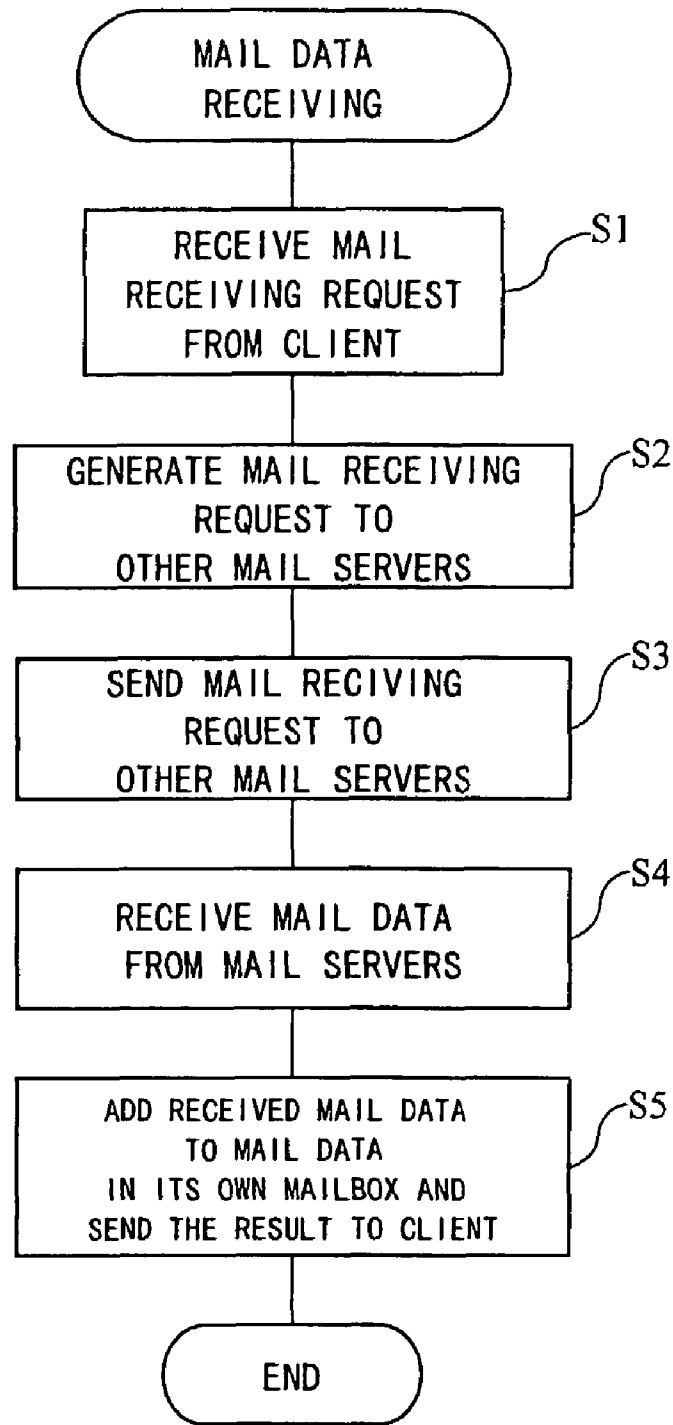 MAIL DATA
RECEIVING
RECEIVE MAIL
RECEIVING REQUEST
FROM CLIENT
S1
GENERATE MAIL RECEIVING
REQUEST TO
OTHER MAIL SERVERS
S2
SEND MAIL RECIVING
REQUEST TO
OTHER MAIL SERVERS
S3
RECEIVE MAIL DATA
FROM MAIL SERVERS
S4
ADD RECEIVED MAIL DATA
TO MAIL DATA
IN ITS OWN MAILBOX AND
SEND THE RESULT TO CLIENT
S5
END